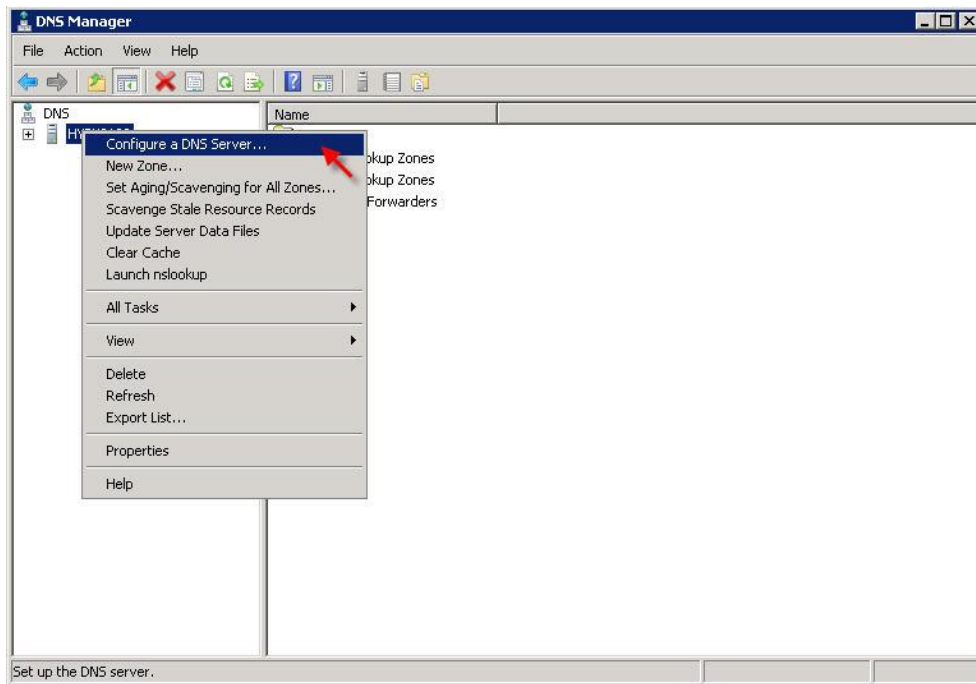 DNS Manager
File Action View Help
DNS
Name
Configure a DNS Server...
New Zone...
Set Aging/Scavenging for All Zones...
Scavenge Stale Resource Records
Update Server Data Files
Clear Cache
Launch nslookup
All Tasks
View
Delete
Refresh
Export List...
Properties
Help
Zones
Zones
Forwarders
Set up the DNS server.